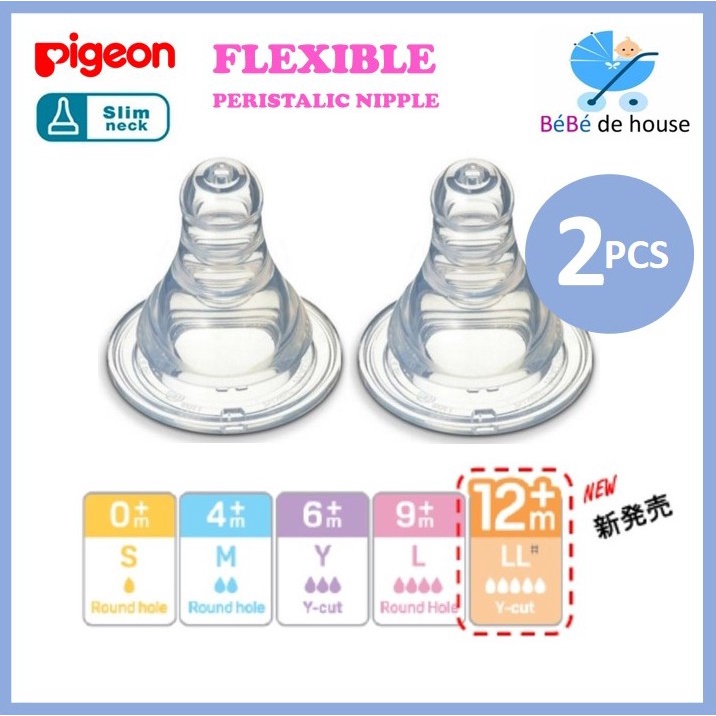 pigeon
Slim
neck
FLEXIBLE
PERISTALIC NIPPLE
BéBé de house
2PCS
0+m
S
Round hole
4+m
M
Round hole
6+m
Y
Y-cut
9+m
L
Round Hole
12+m
LL#
Y-cut
NEW
新発売